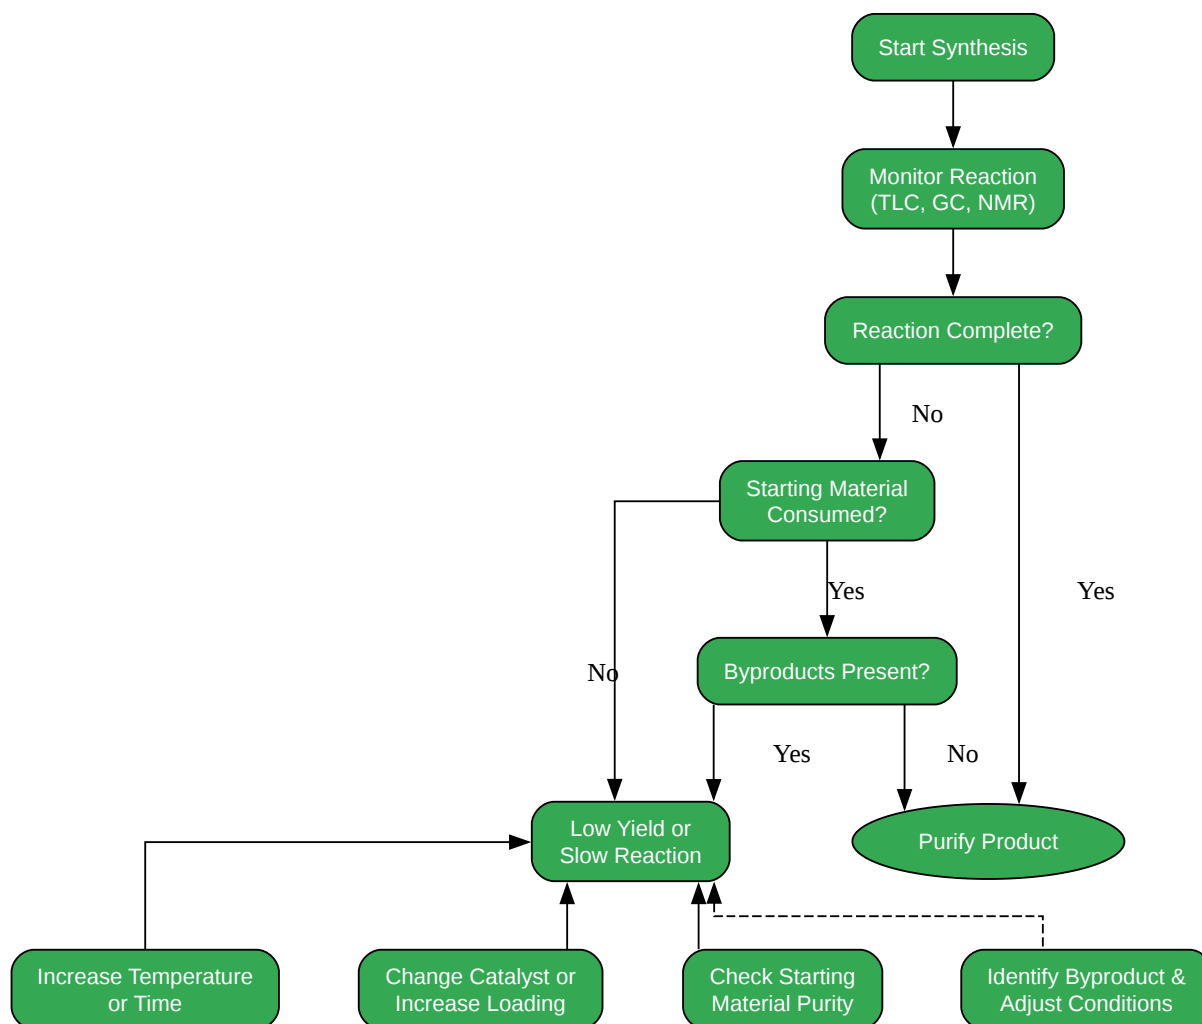 Start Synthesis
Monitor Reaction
(TLC, GC, NMR)
Reaction Complete?
No
Starting Material
Consumed?
Yes
Yes
No
Byproducts Present?
Yes
No
Low Yield or
Slow Reaction
Purify Product
Increase Temperature
or Time
Change Catalyst or
Increase Loading
Check Starting
Material Purity
Identify Byproduct &
Adjust Conditions